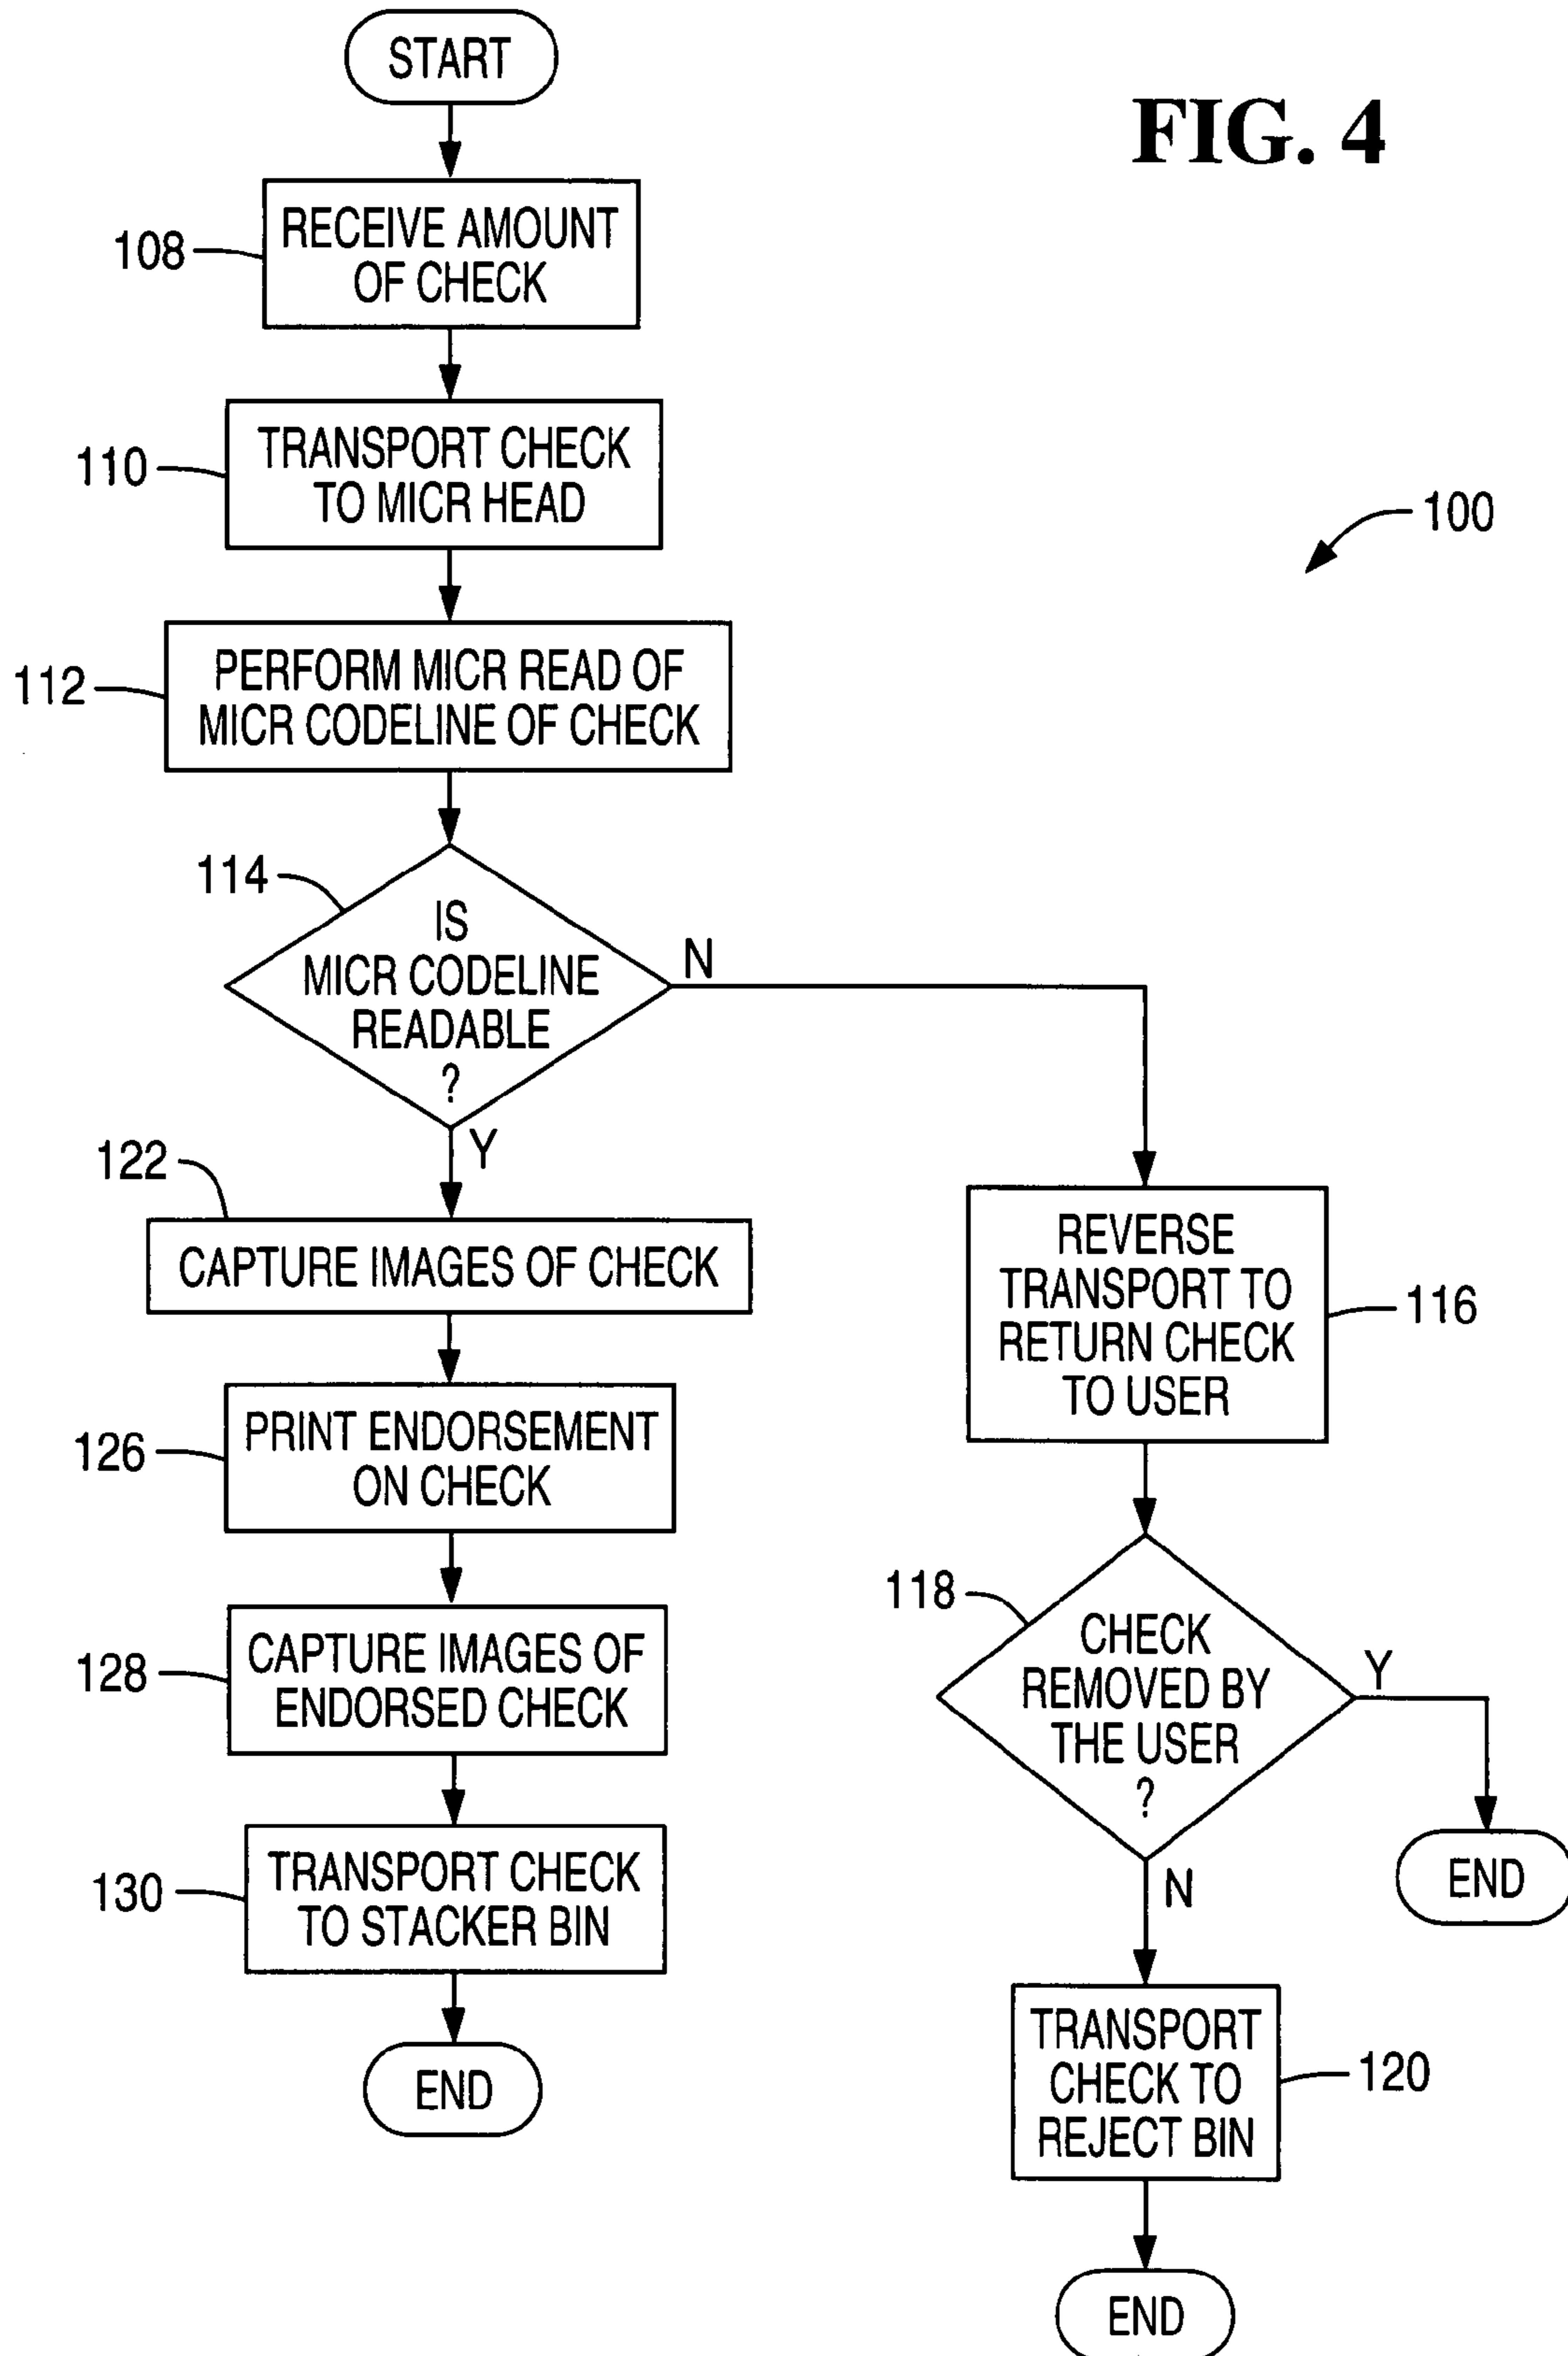 START
FIG. 4
RECEIVE AMOUNT
OF CHECK
108
TRANSPORT CHECK
TO MICR HEAD
110
100
PERFORM MICR READ OF
MICR CODELINE OF CHECK
112
114
IS
MICR CODELINE
READABLE
?
N
Y
122
CAPTURE IMAGES OF CHECK
REVERSE
TRANSPORT TO
RETURN CHECK
TO USER
116
PRINT ENDORSEMENT
ON CHECK
126
118
CHECK
REMOVED BY
THE USER
?
Y
END
N
CAPTURE IMAGES OF
ENDORSED CHECK
128
TRANSPORT CHECK
TO STACKER BIN
130
END
TRANSPORT
CHECK TO
REJECT BIN
120
END